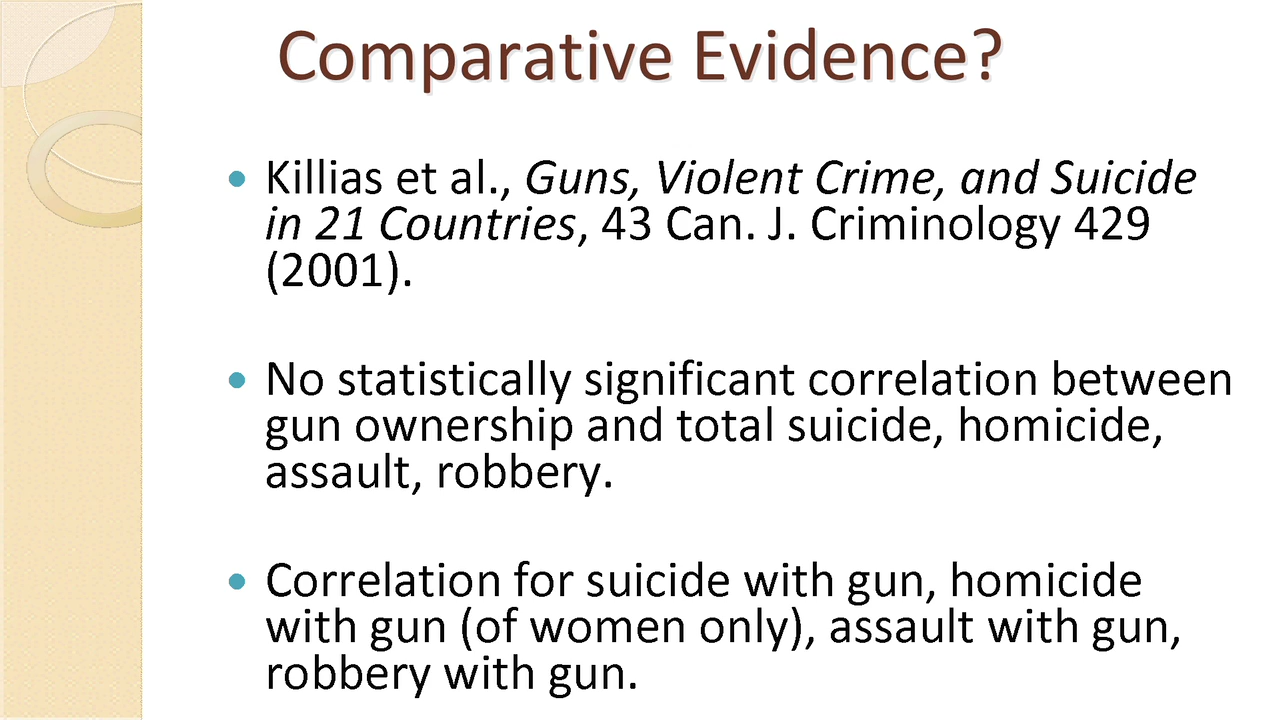 Comparative Evidence?
• Killias et al., Guns, Violent Crime, and Suicide
in 21 Countries, 43 Can. J. Criminology 429
(2001).
• No statistically significant correlation between
gun ownership and total suicide, homicide,
assault, robbery.
• Correlation for suicide with gun, homicide
with gun (of women only), assault with gun,
robbery with gun.